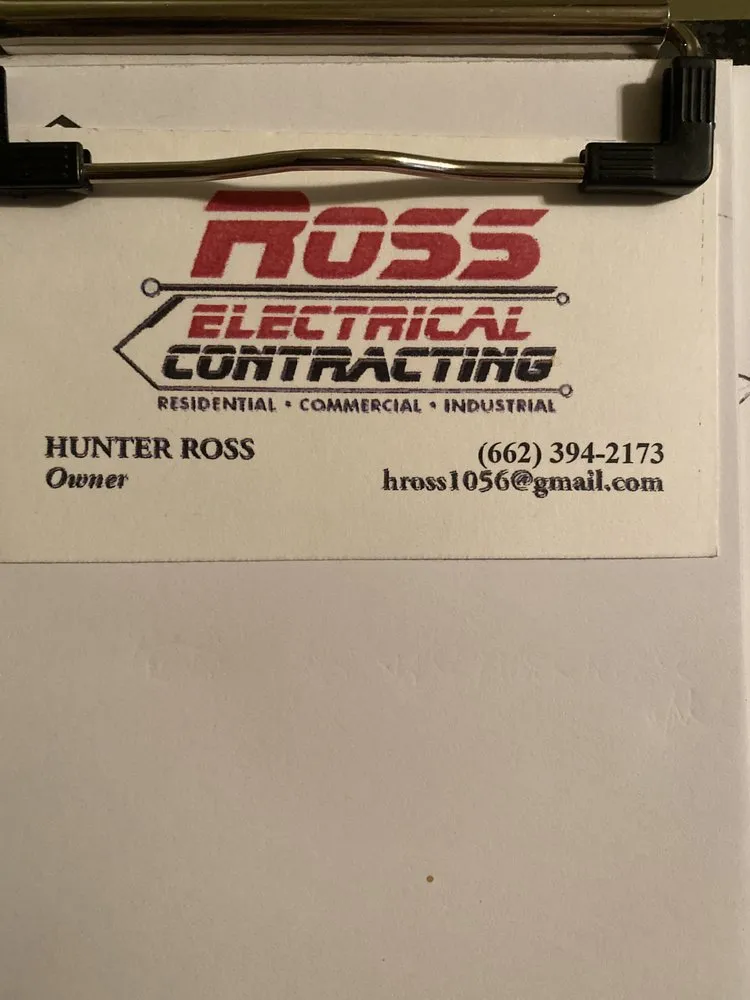 ROSS
ELECTRICAL
CONTRACTING
RESIDENTIAL • COMMERCIAL • INDUSTRIAL
HUNTER ROSS
Owner
(662) 394-2173
hross1056@gmail.com